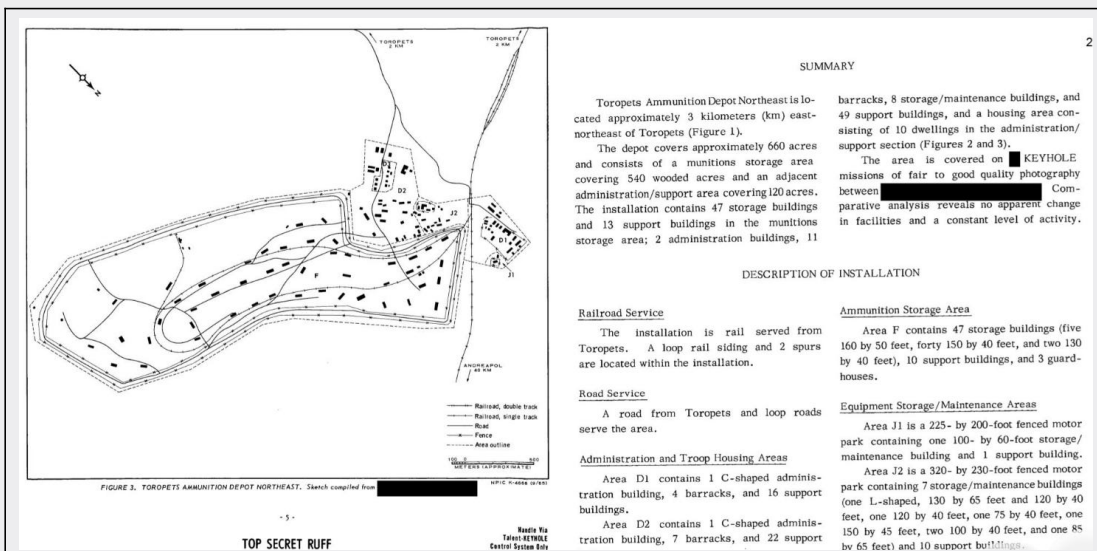 TOROPETS
2 KM
TOROPETS
2 KM
N
D1
D2
J2
D1
J1
F
ANDREAPOL
43 KM
Railroad, double track
Railroad, single track
Road
Fence
Area outline
100 0 600
METERS (APPROXIMATE)
FIGURE 3. TOROPETS AMMUNITION DEPOT NORTHEAST. Sketch compiled from
NPIC K-4664 (9/65)
- 5 -
TOP SECRET RUFF
Handle Via
Talent-KEYHOLE
Control System Only
2
SUMMARY
Toropets Ammunition Depot Northeast is lo-
cated approximately 3 kilometers (km) east-
northeast of Toropets (Figure 1).
The depot covers approximately 660 acres
and consists of a munitions storage area
covering 540 wooded acres and an adjacent
administration/support area covering 120 acres.
The installation contains 47 storage buildings
and 13 support buildings in the munitions
storage area; 2 administration buildings, 11
barracks, 8 storage/maintenance buildings, and
49 support buildings, and a housing area con-
sisting of 10 dwellings in the administration/
support section (Figures 2 and 3).
The area is covered on KEYHOLE
missions of fair to good quality photography
between Com-
parative analysis reveals no apparent change
in facilities and a constant level of activity.
DESCRIPTION OF INSTALLATION
Railroad Service
The installation is rail served from
Toropets. A loop rail siding and 2 spurs
are located within the installation.
Road Service
A road from Toropets and loop roads
serve the area.
Administration and Troop Housing Areas
Area D1 contains 1 C-shaped adminis-
tration building, 4 barracks, and 16 support
buildings.
Area D2 contains 1 C-shaped adminis-
tration building, 7 barracks, and 22 support
Ammunition Storage Area
Area F contains 47 storage buildings (five
160 by 50 feet, forty 150 by 40 feet, and two 130
by 40 feet), 10 support buildings, and 3 guard-
houses.
Equipment Storage/Maintenance Areas
Area J1 is a 225- by 200-foot fenced motor
park containing one 100- by 60-foot storage/
maintenance building and 1 support building.
Area J2 is a 320- by 230-foot fenced motor
park containing 7 storage/maintenance buildings
(one L-shaped, 130 by 65 feet and 120 by 40
feet, one 120 by 40 feet, one 75 by 40 feet, one
150 by 45 feet, two 100 by 40 feet, and one 85
by 65 feet) and 10 support buildings.